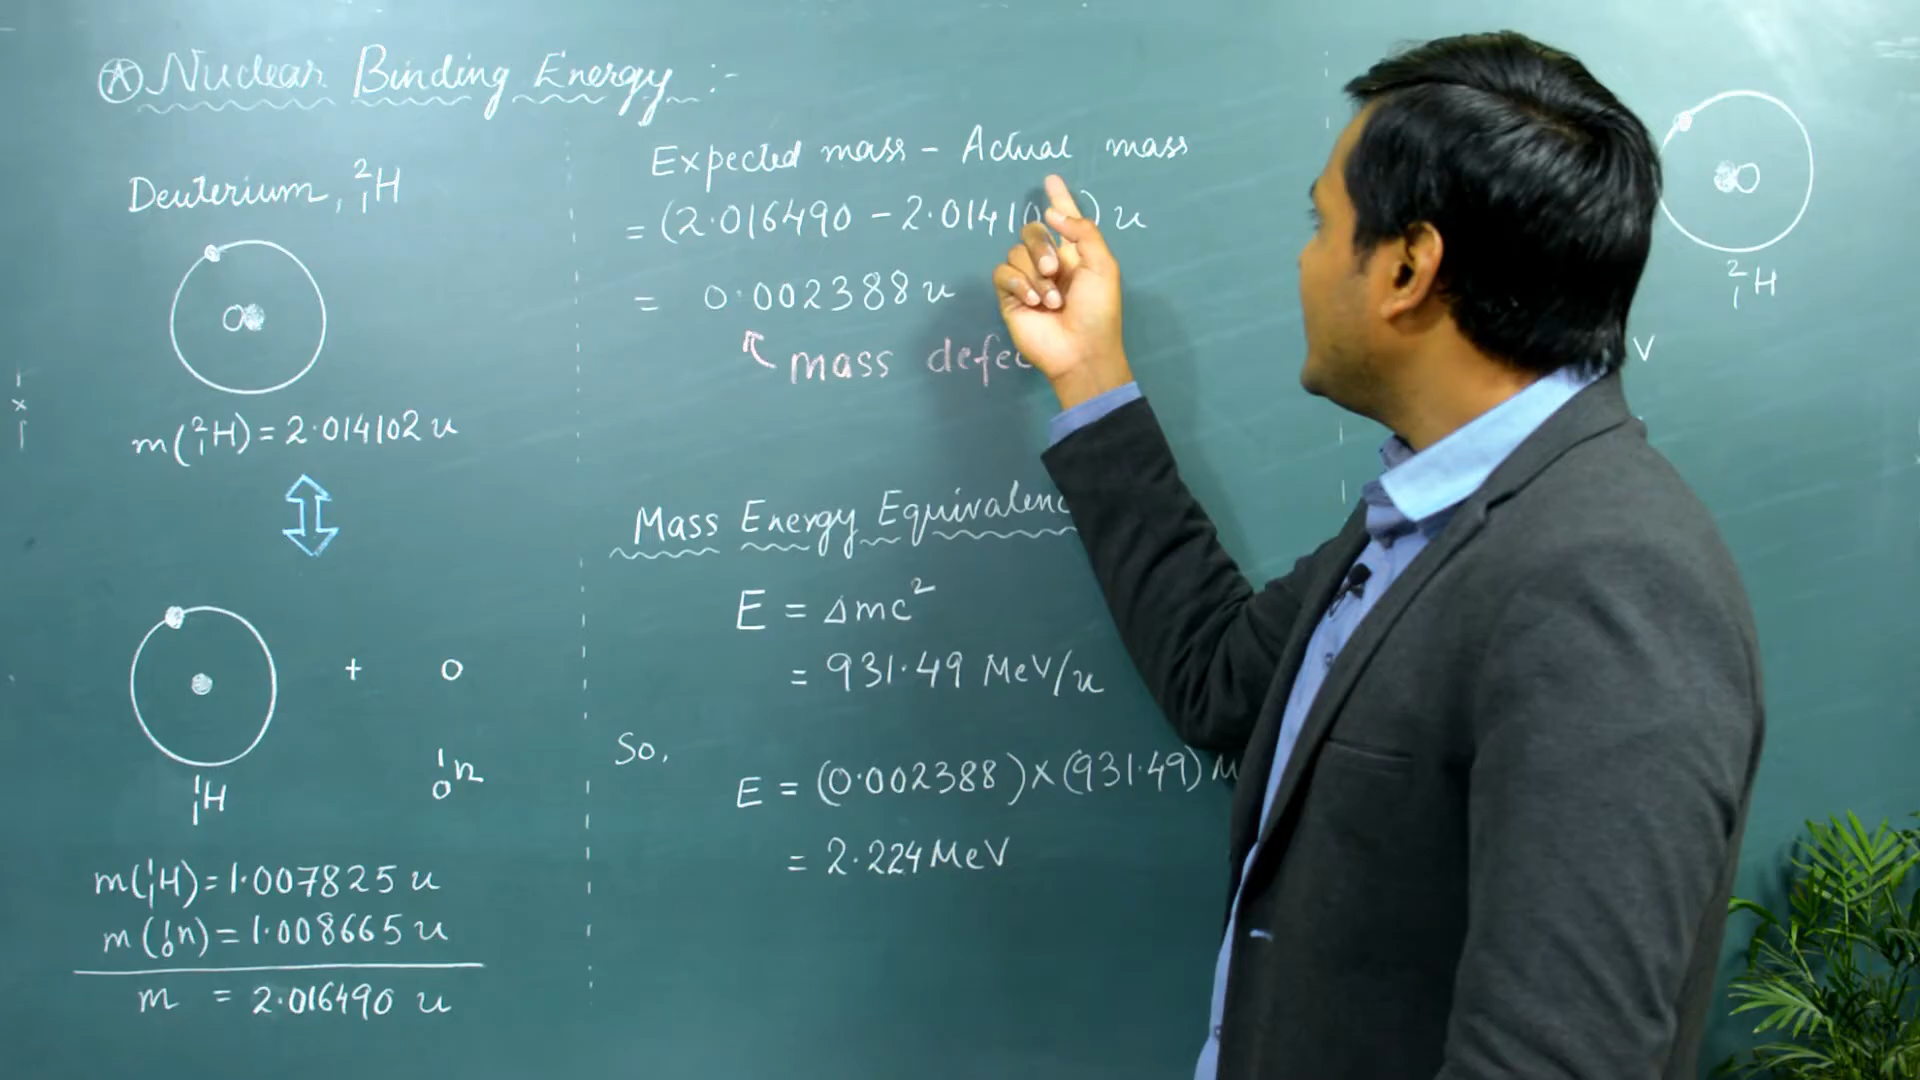 Ⓐ Nuclear Binding Energy :-
Deuterium, ²₁H
m(²₁H) = 2.014102 u
+
¹₁H
¹₀n
m(¹₁H) = 1.007825 u
m(¹₀n) = 1.008665 u
m = 2.016490 u
Expected mass - Actual mass
= (2.016490 - 2.01410 ) u
= 0.002388 u
mass
Mass Energy
E = Δmc²
= 931.49 MeV/u
So,
E = (0.002388) × (931.49) M
= 2.224 MeV
²₁H
V